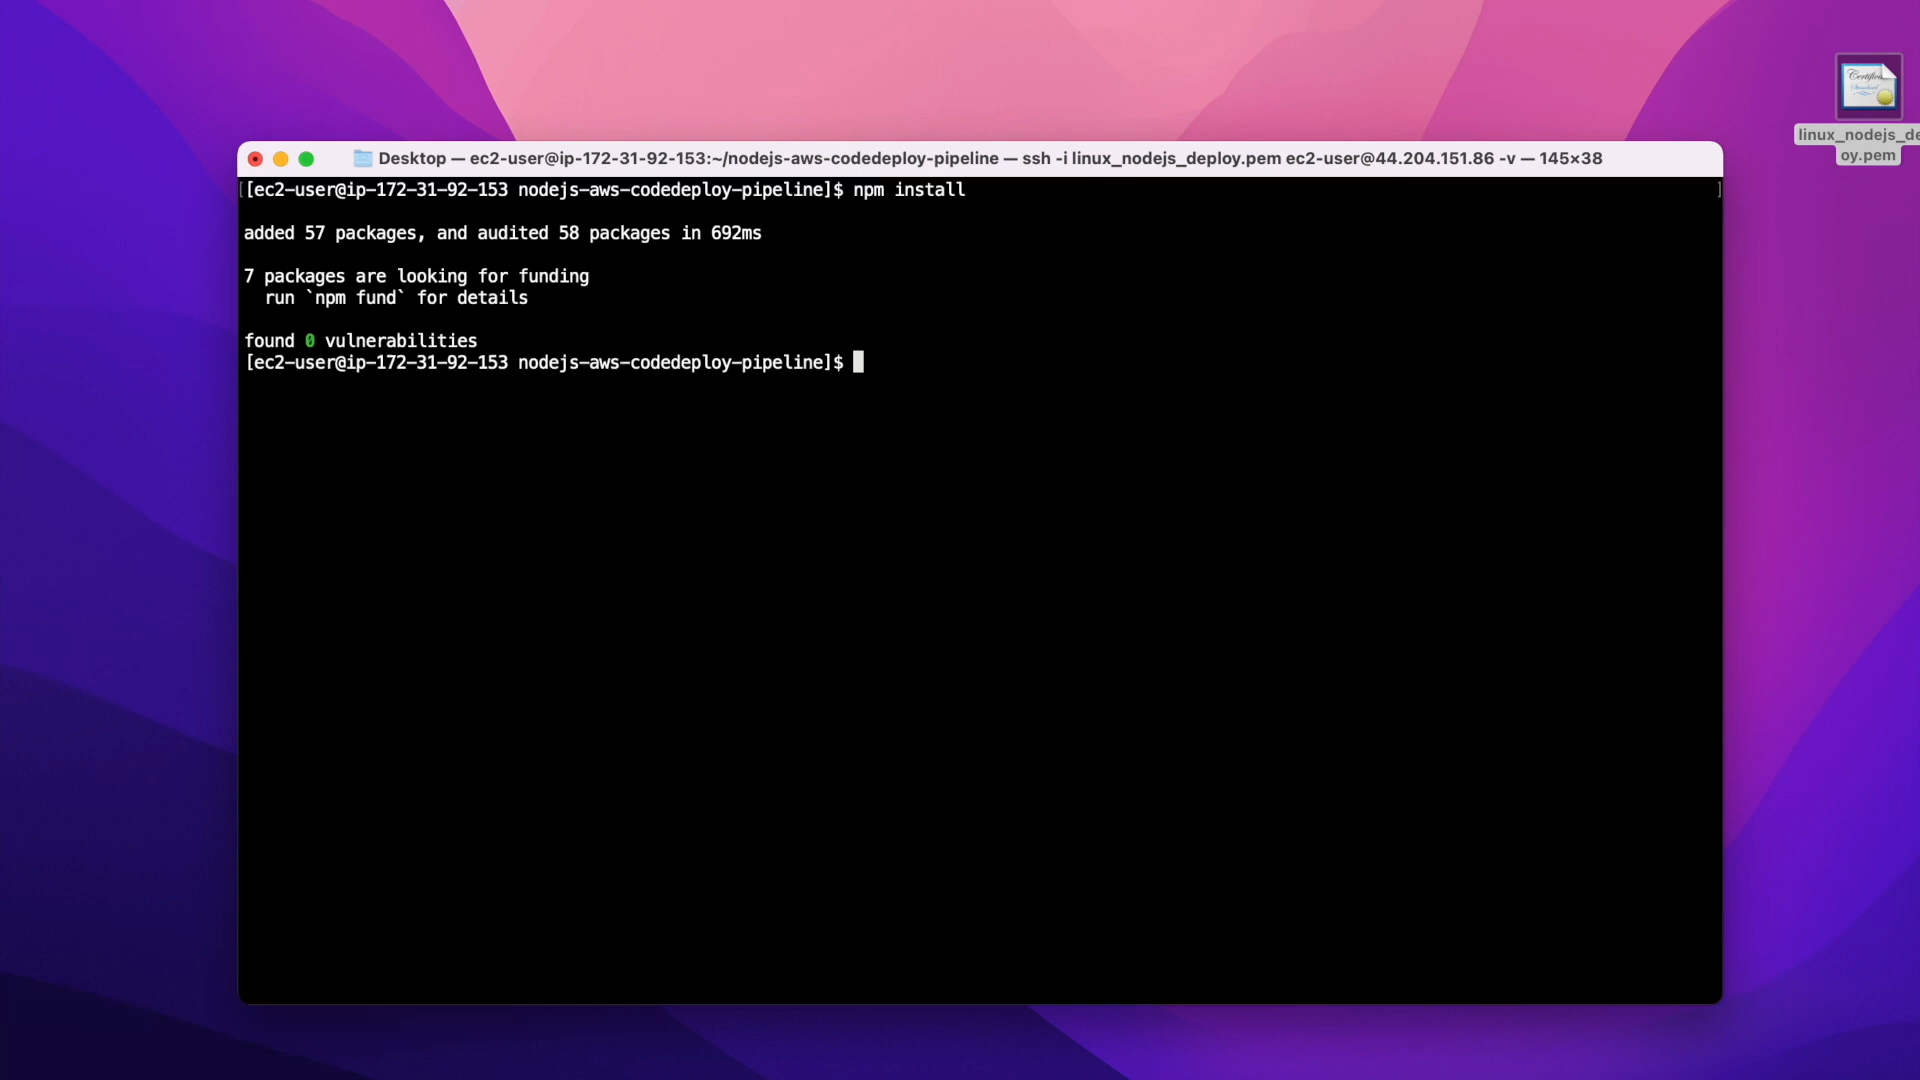 Desktop — ec2-user@ip-172-31-92-153:~/nodejs-aws-codedeploy-pipeline — ssh -i linux_nodejs_deploy.pem ec2-user@44.204.151.86 -v — 145×38
[[ec2-user@ip-172-31-92-153 nodejs-aws-codedeploy-pipeline]$ npm install ]
added 57 packages, and audited 58 packages in 692ms
7 packages are looking for funding
run `npm fund` for details
found 0 vulnerabilities
[ec2-user@ip-172-31-92-153 nodejs-aws-codedeploy-pipeline]$
linux_nodejs_de
oy.pem